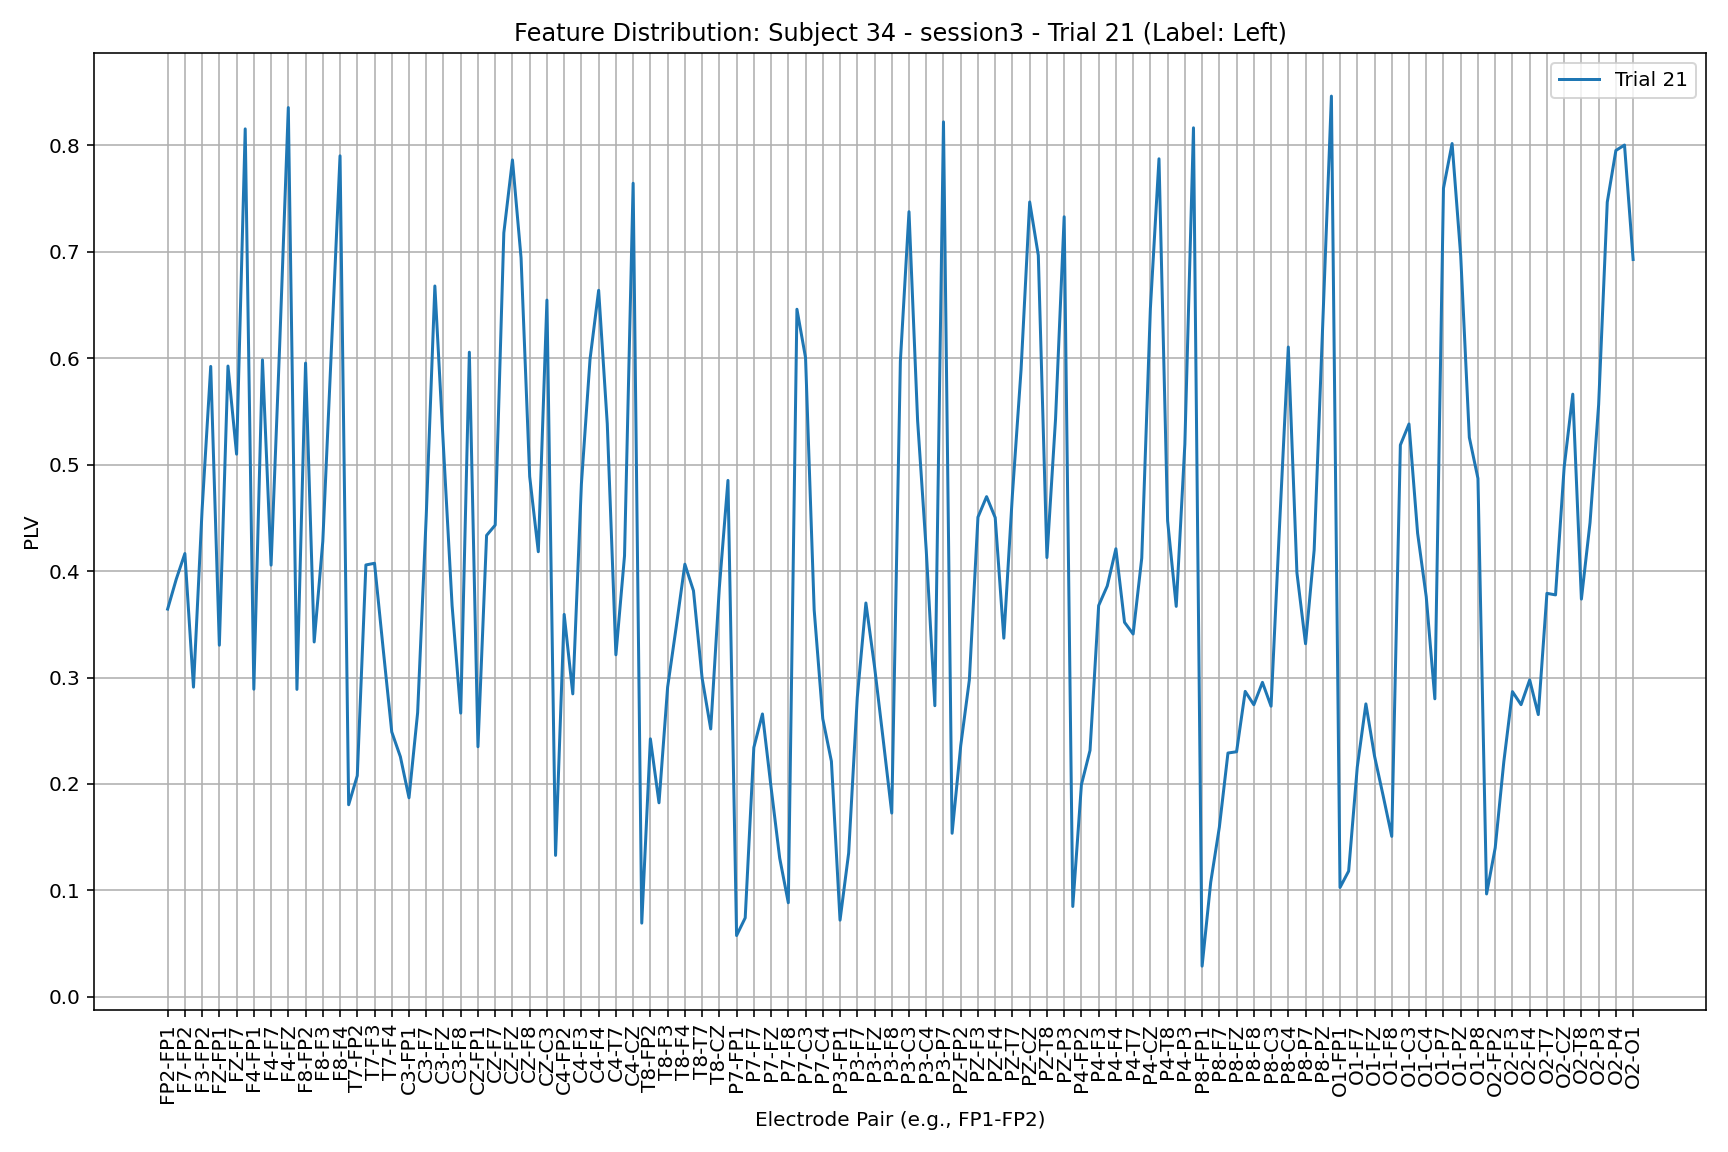 Feature Distribution: Subject 34 - session3 - Trial 21 (Label: Left)
Trial 21
PLV
0.8
0.7
0.6
0.5
0.4
0.3
0.2
0.1
0.0
FP2-FP1
F7-FP2
F3-FP2
FZ-FP1
FZ-F7
F4-FP1
F4-F7
F4-FZ
F8-FP2
F8-F3
F8-F4
T7-FP2
T7-F3
T7-F4
C3-FP1
C3-F7
C3-FZ
C3-F8
CZ-FP1
CZ-F7
CZ-FZ
CZ-F8
CZ-C3
C4-FP2
C4-F3
C4-F4
C4-T7
C4-CZ
T8-FP2
T8-F3
T8-F4
T8-T7
T8-CZ
P7-FP1
P7-F7
P7-FZ
P7-F8
P7-C3
P7-C4
P3-FP1
P3-F7
P3-FZ
P3-F8
P3-C3
P3-C4
P3-P7
PZ-FP2
PZ-F3
PZ-F4
PZ-T7
PZ-CZ
PZ-T8
PZ-P3
P4-FP2
P4-F3
P4-F4
P4-T7
P4-CZ
P4-T8
P4-P3
P8-FP1
P8-F7
P8-FZ
P8-F8
P8-C3
P8-C4
P8-P7
P8-PZ
O1-FP1
O1-F7
O1-FZ
O1-F8
O1-C3
O1-C4
O1-P7
O1-PZ
O1-P8
O2-FP2
O2-F3
O2-F4
O2-T7
O2-CZ
O2-T8
O2-P3
O2-P4
O2-O1
Electrode Pair (e.g., FP1-FP2)